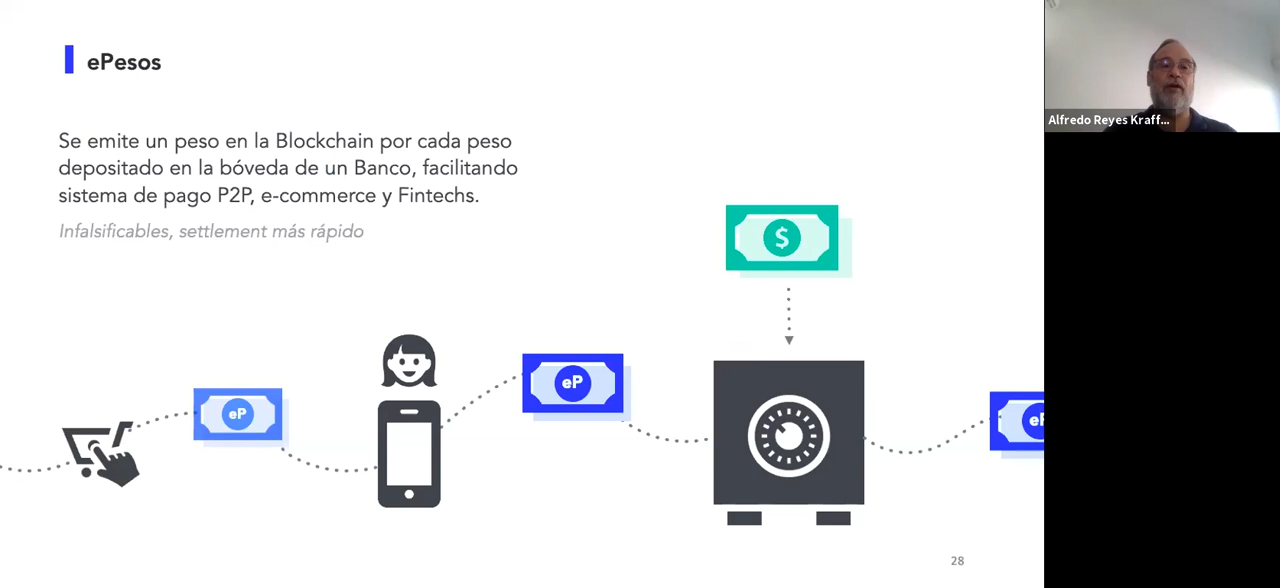 ePesos
Se emite un peso en la Blockchain por cada peso
depositado en la bóveda de un Banco, facilitando
sistema de pago P2P, e-commerce y Fintechs.
Infalsificables, settlement más rápido
$
eP
eP
eP
28
Alfredo Reyes Kraff...